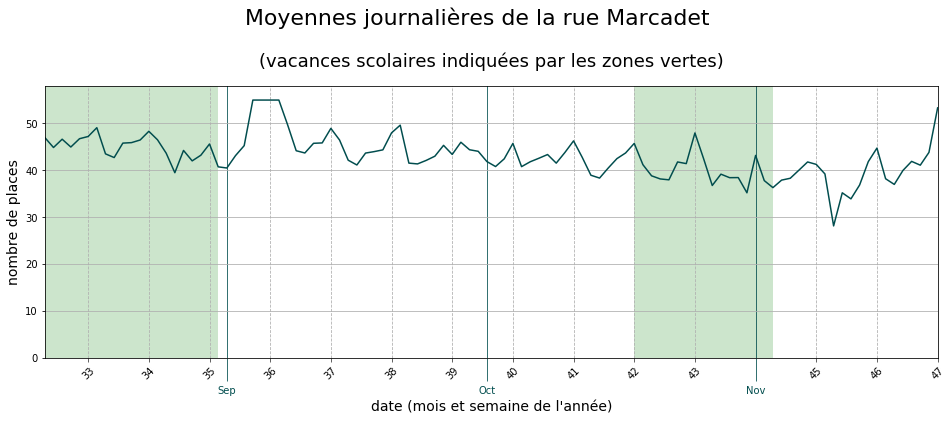 Moyennes journalières de la rue Marcadet
(vacances scolaires indiquées par les zones vertes)
nombre de places
50
40
30
20
10
0
33 34 35 36 37 38 39 40 41 42 43 45 46 47
Sep Oct Nov
date (mois et semaine de l'année)